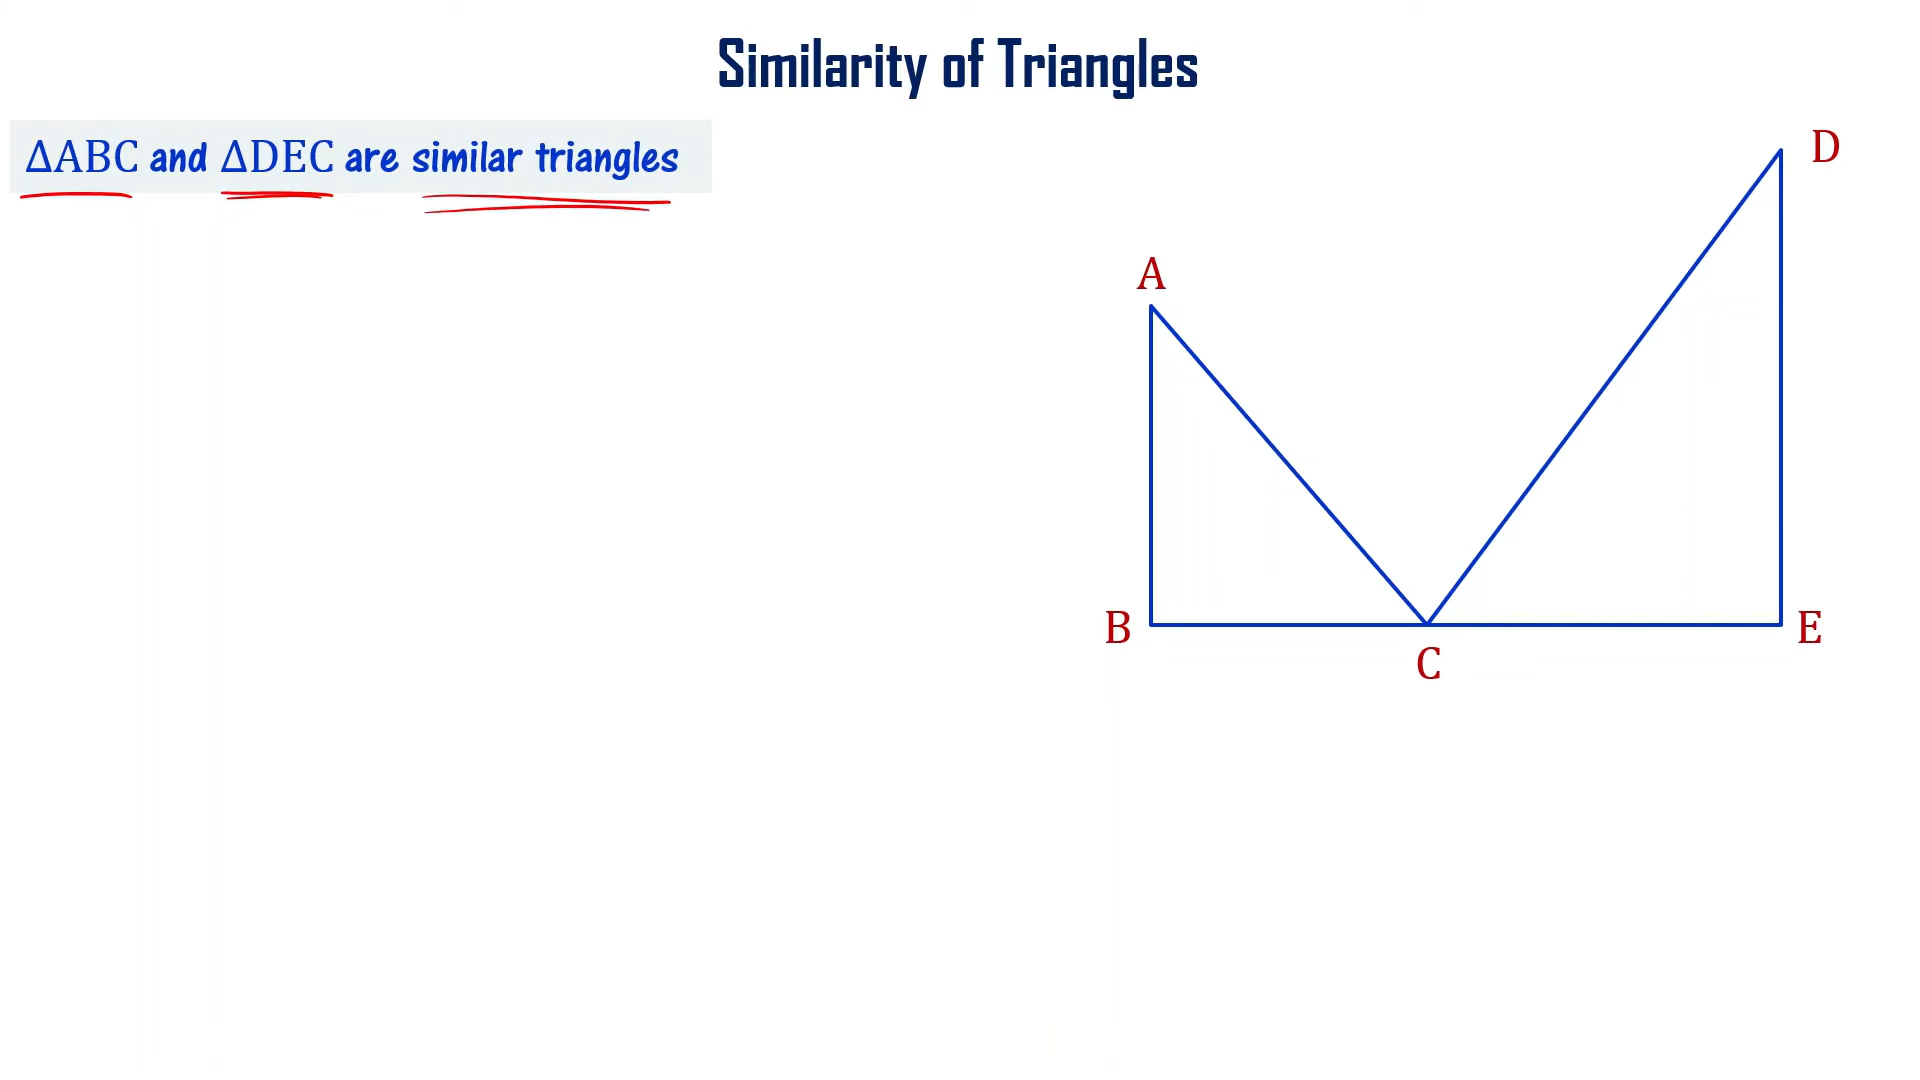 Similarity of Triangles
ΔABC and ΔDEC are similar triangles
D
A
B
E
C